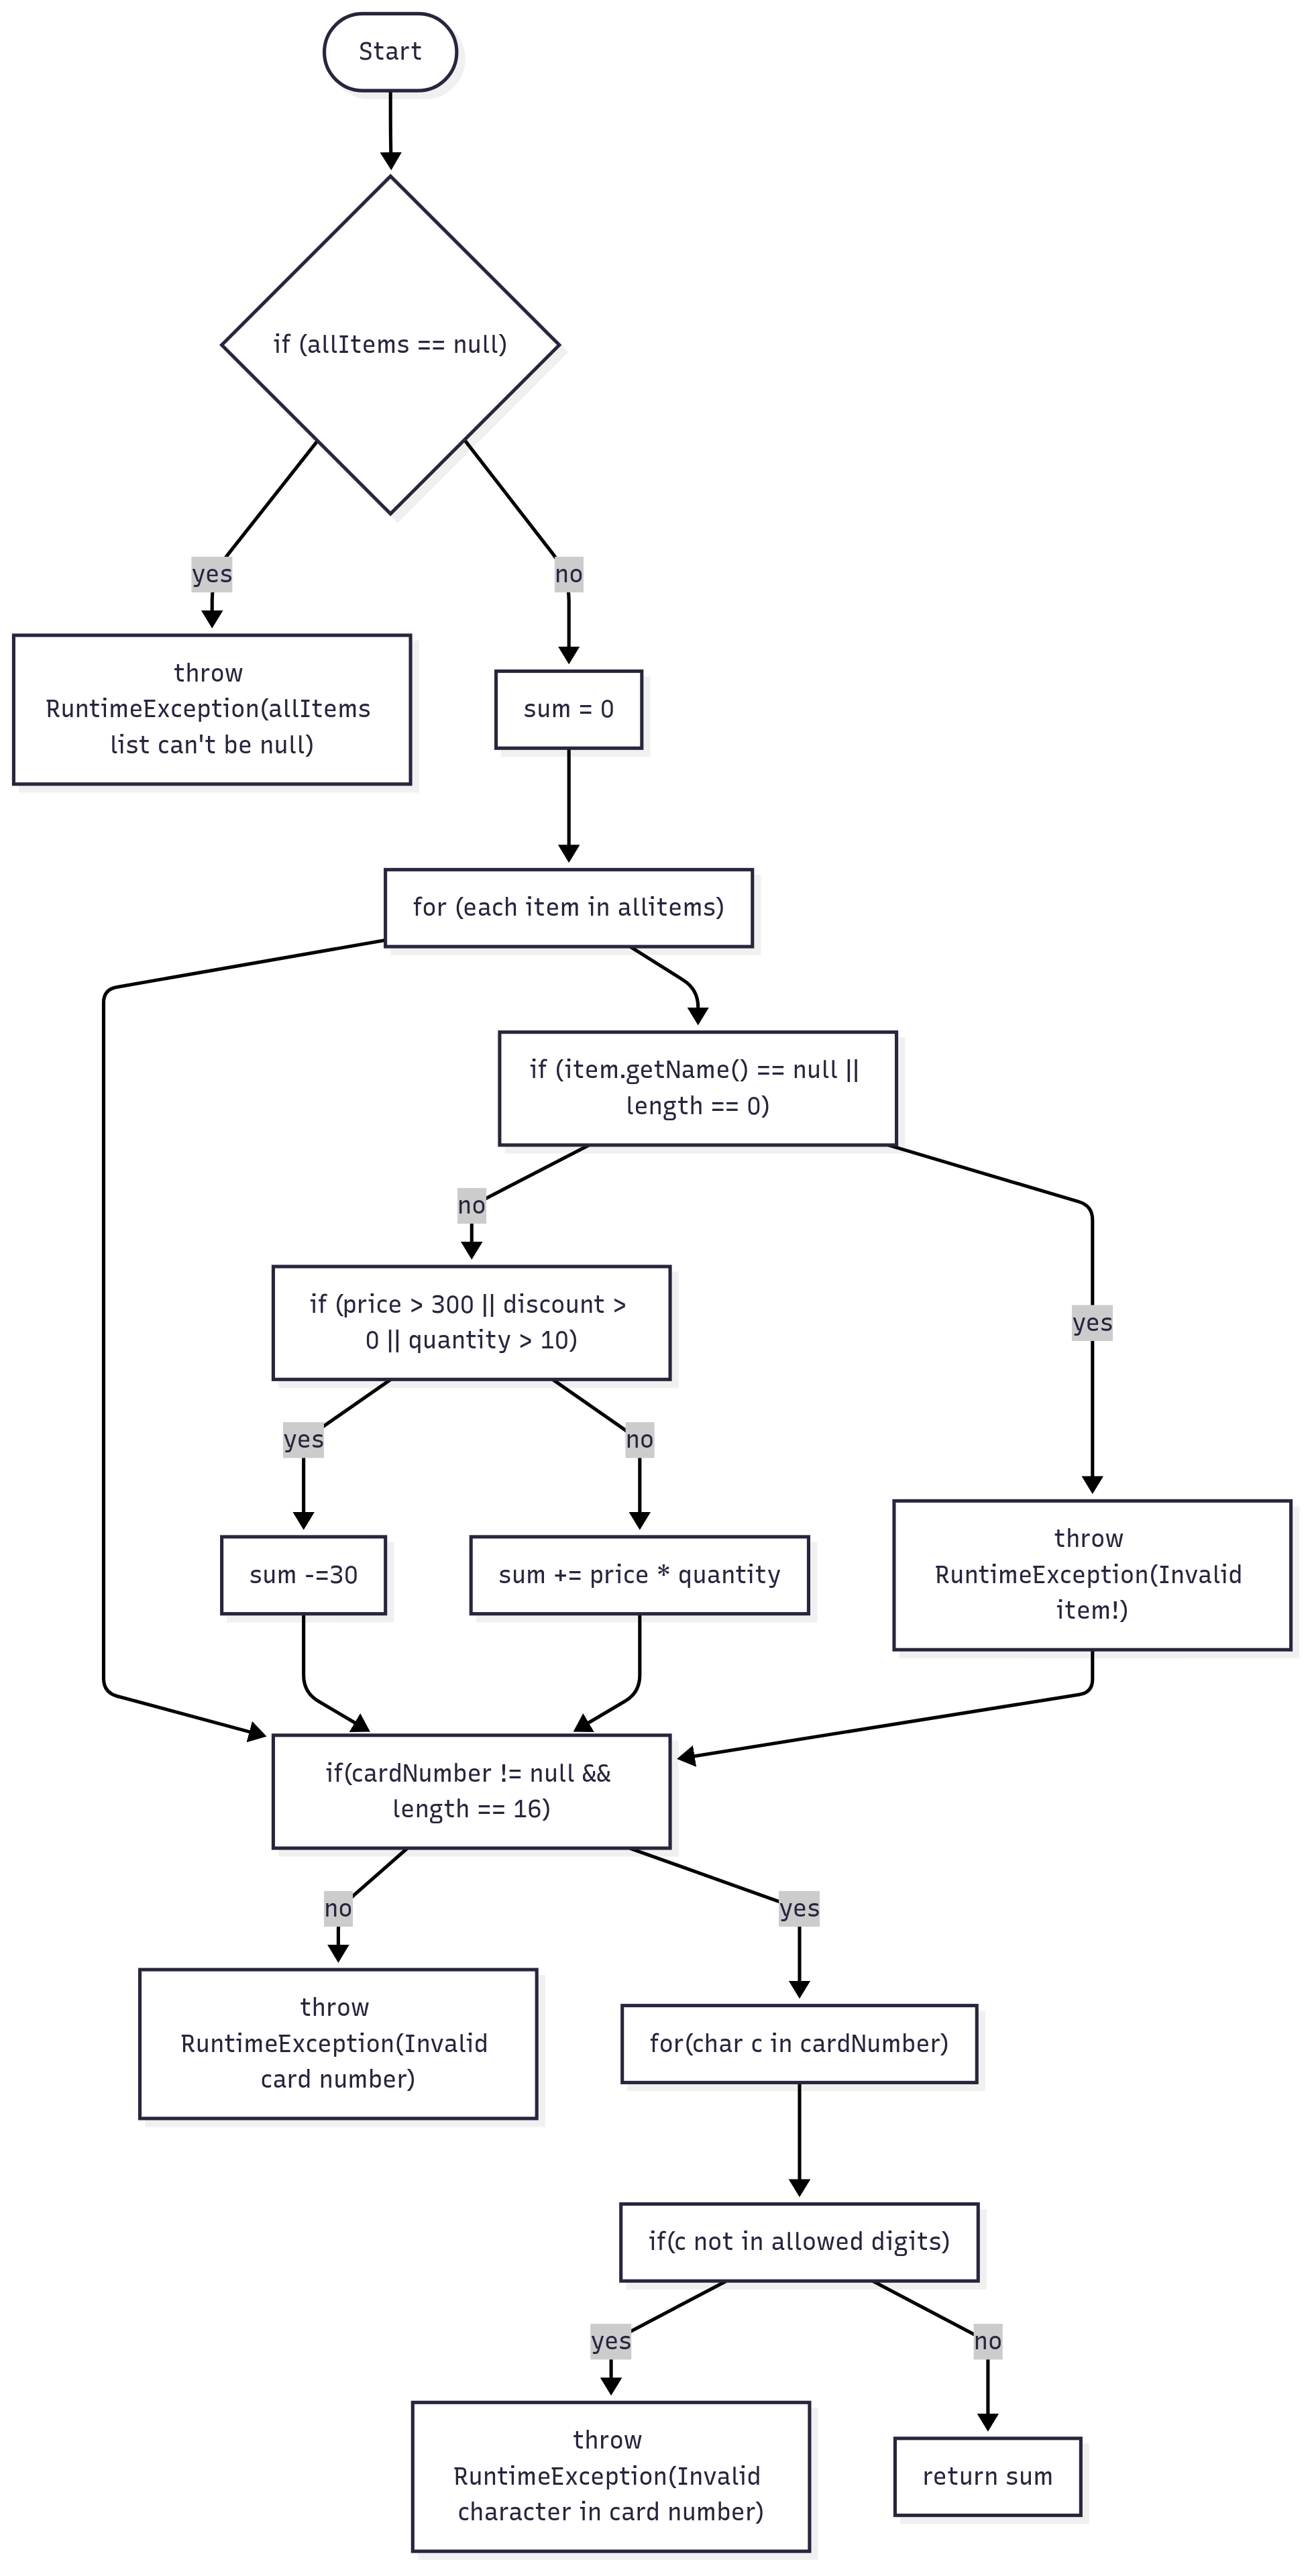 Start
if (allItems == null)
yes
no
throw
RuntimeException(allItems
list can't be null)
sum = 0
for (each item in allitems)
if (item.getName() == null ||
length == 0)
no
if (price > 300 || discount >
0 || quantity > 10)
yes
yes
no
sum -=30
sum += price * quantity
throw
RuntimeException(Invalid
item!)
if(cardNumber != null &&
length == 16)
no
yes
throw
RuntimeException(Invalid
card number)
for(char c in cardNumber)
if(c not in allowed digits)
yes
no
throw
RuntimeException(Invalid
character in card number)
return sum